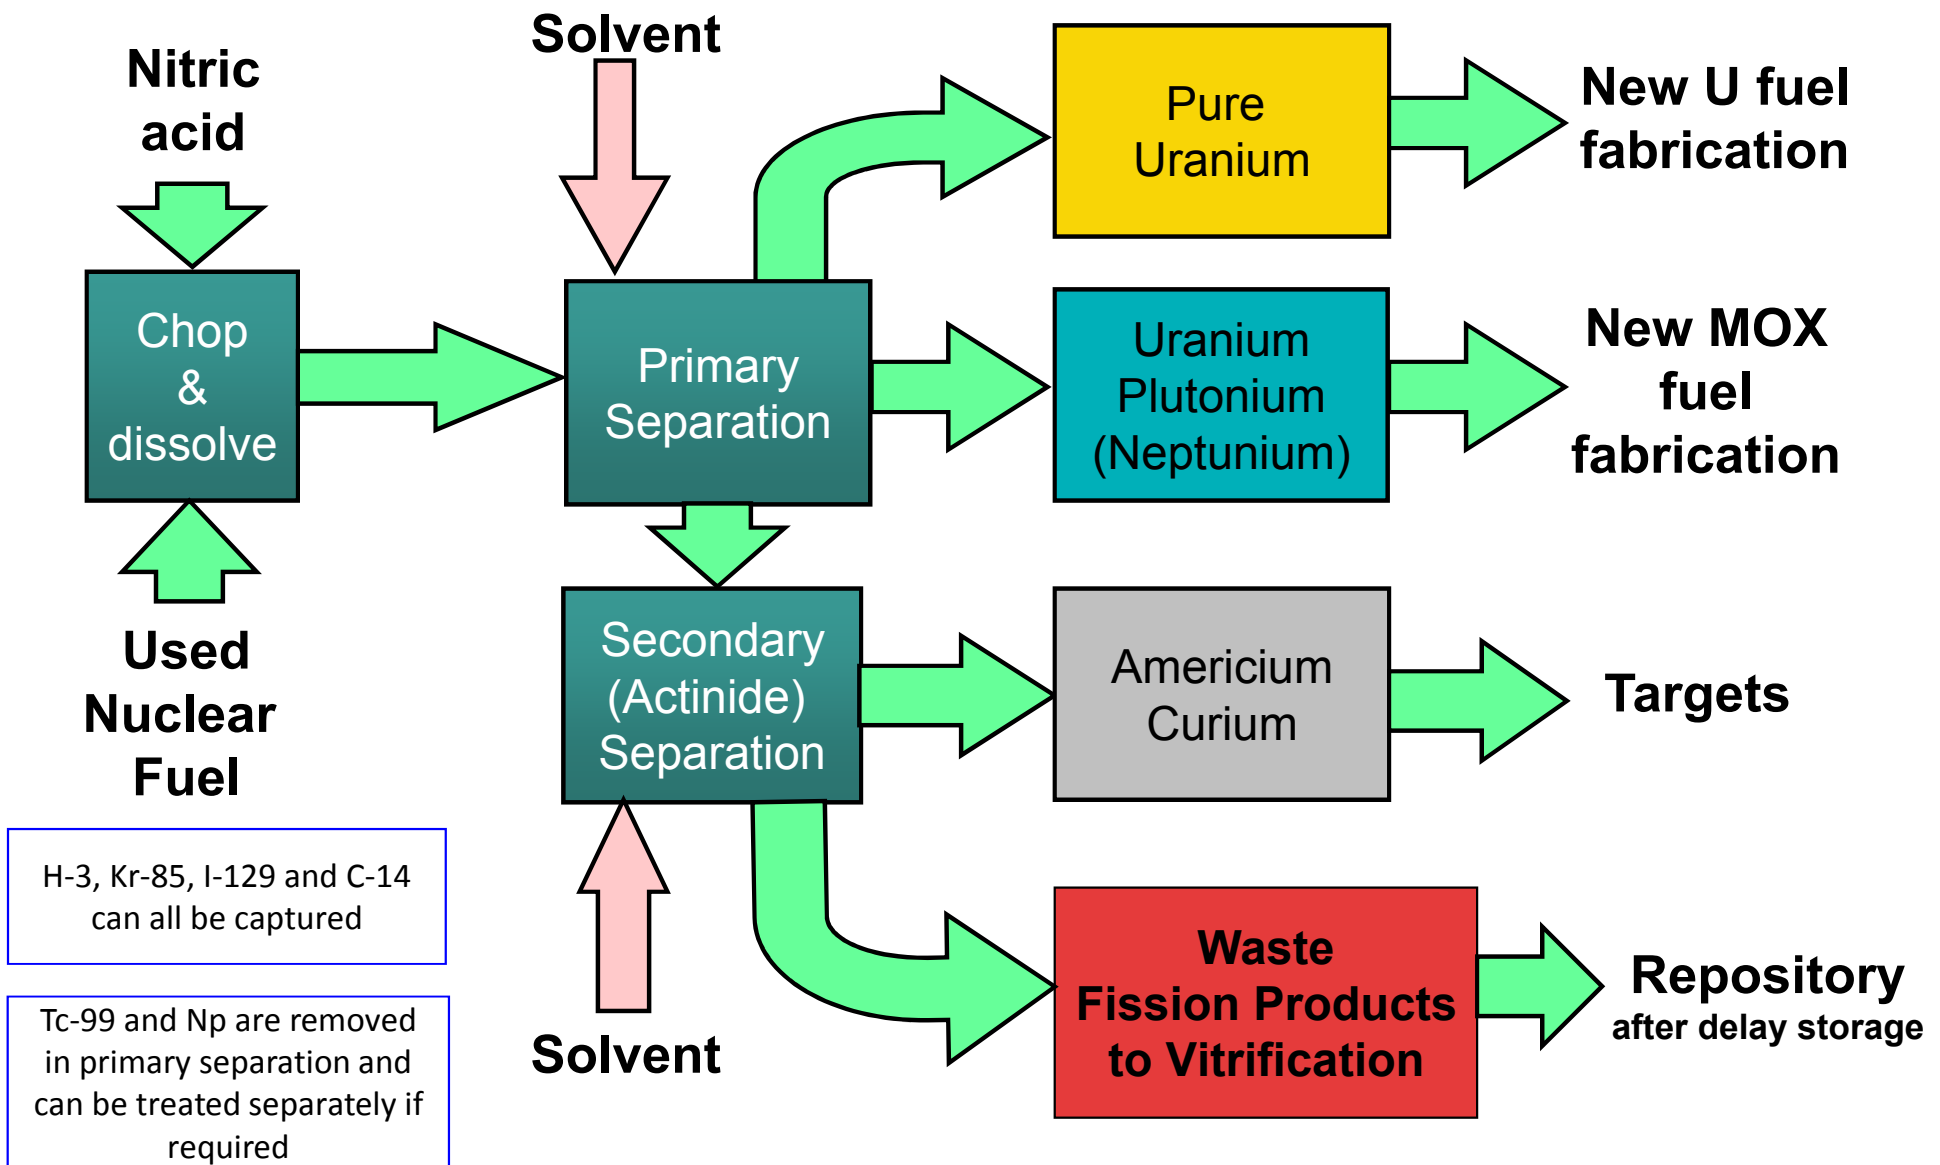 Nitric
acid
Solvent
Pure
Uranium
New U fuel
fabrication
Chop
&
dissolve
Primary
Separation
Uranium
Plutonium
(Neptunium)
New MOX
fuel
fabrication
Used
Nuclear
Fuel
Secondary
(Actinide)
Separation
Americium
Curium
Targets
Solvent
Waste
Fission Products
to Vitrification
Repository
after delay storage
H-3, Kr-85, I-129 and C-14
can all be captured
Tc-99 and Np are removed
in primary separation and
can be treated separately if
required